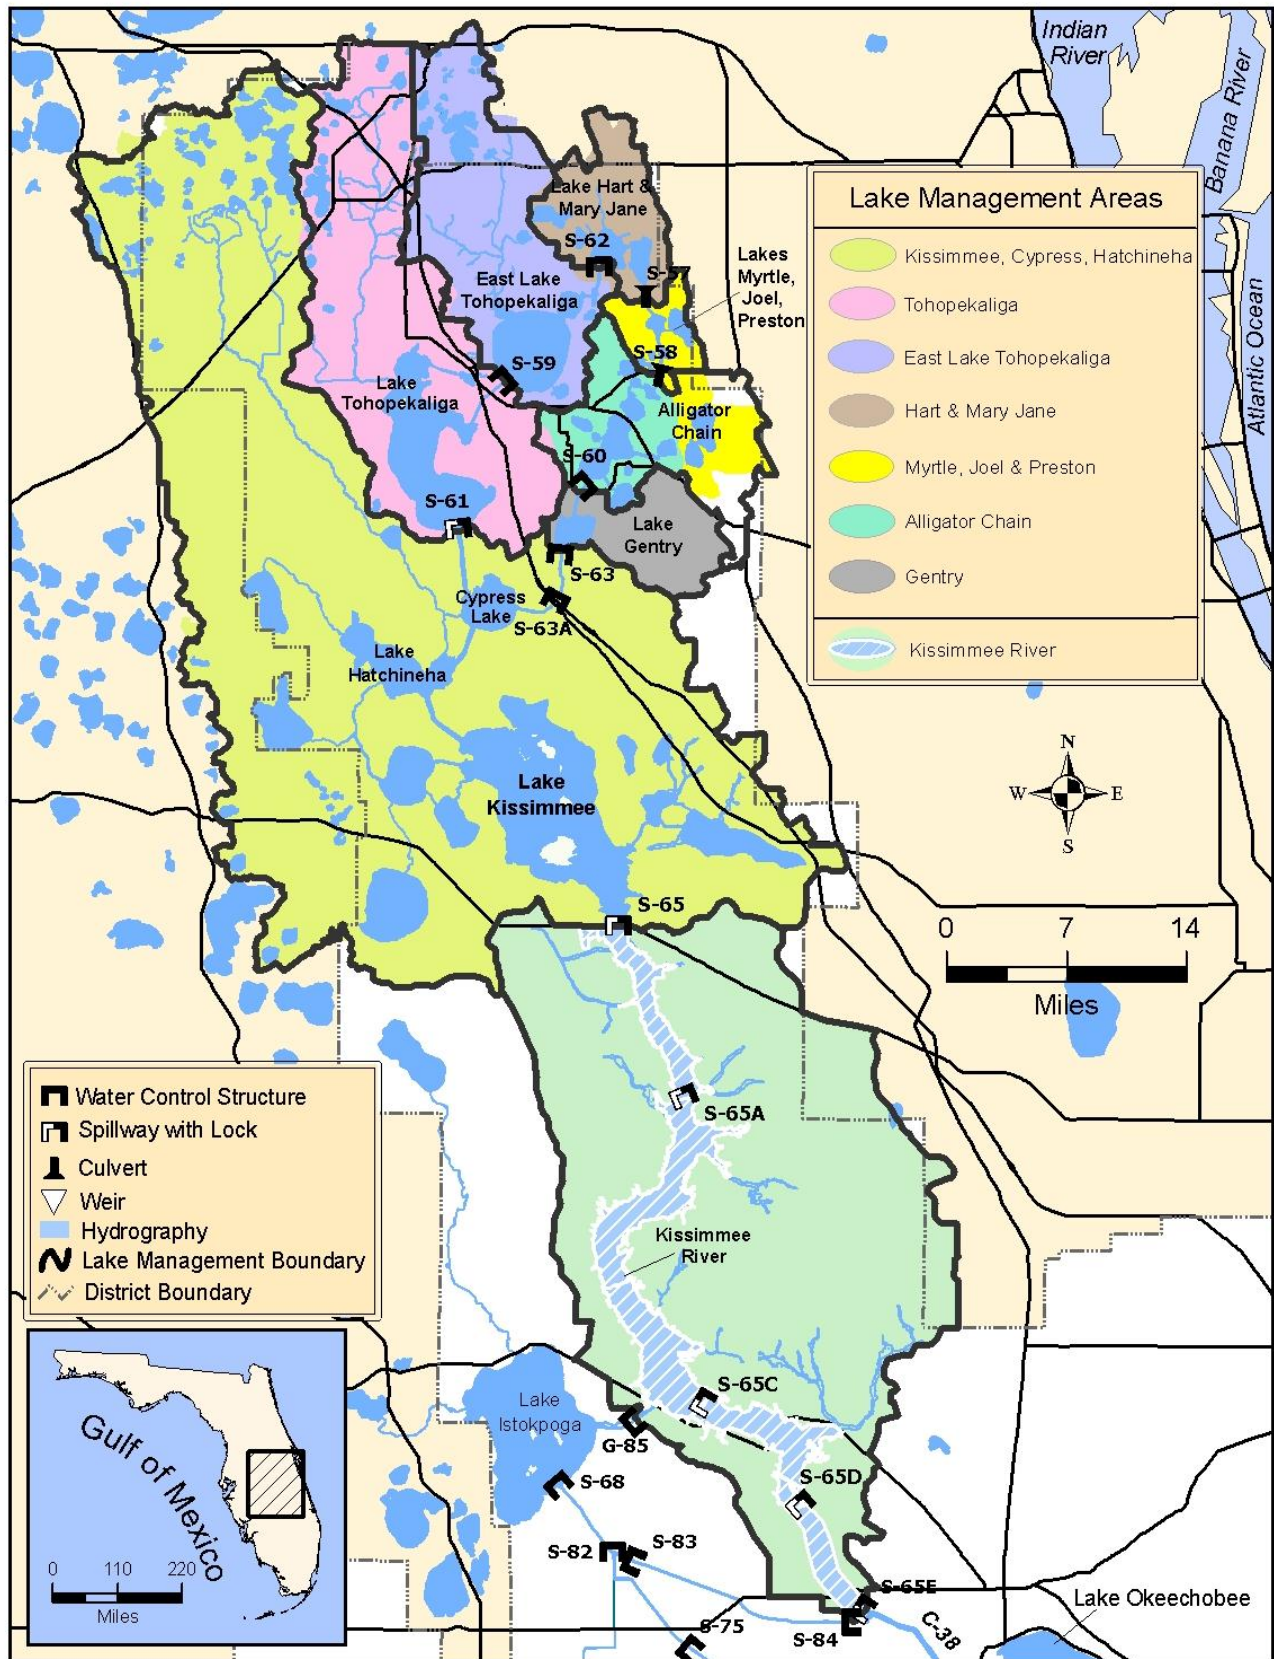 Indian
River
Banana River
Atlantic Ocean
Lake Management Areas
Kissimmee, Cypress, Hatchineha
Tohopekaliga
East Lake Tohopekaliga
Hart & Mary Jane
Myrtle, Joel & Preston
Alligator Chain
Gentry
Kissimmee River
Lake Hart &
Mary Jane
S-62
S-57
Lakes
Myrtle,
Joel,
Preston
East Lake
Tohopekaliga
S-58
S-59
Lake
Tohopekaliga
Alligator
Chain
S-60
S-61
Lake
Gentry
S-63
Cypress
Lake
S-63A
Lake
Hatchineha
Lake
Kissimmee
N
W
E
S
S-65
0 7 14
Miles
Water Control Structure
Spillway with Lock
Culvert
Weir
Hydrography
Lake Management Boundary
District Boundary
S-65A
Kissimmee
River
S-65C
Lake
Istokpoga
G-85
S-68
S-65D
S-82
S-83
S-65E
S-84
S-75
C-38
Lake Okeechobee
Gulf of Mexico
0 110 220
Miles